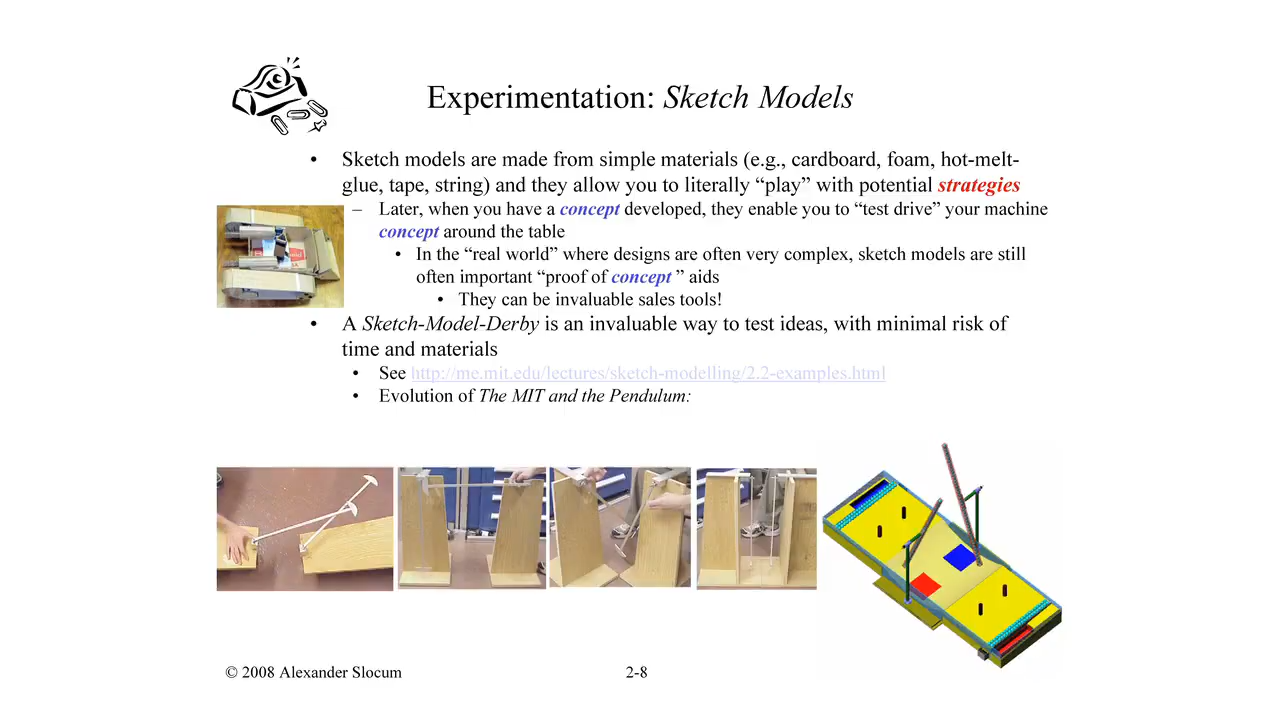 Experimentation: Sketch Models
• Sketch models are made from simple materials (e.g., cardboard, foam, hot-melt-
glue, tape, string) and they allow you to literally “play” with potential strategies
– Later, when you have a concept developed, they enable you to “test drive” your machine
concept around the table
• In the “real world” where designs are often very complex, sketch models are still
often important “proof of concept ” aids
• They can be invaluable sales tools!
• A Sketch-Model-Derby is an invaluable way to test ideas, with minimal risk of
time and materials
• See http://me.mit.edu/lectures/sketch-modelling/2.2-examples.html
• Evolution of The MIT and the Pendulum:
© 2008 Alexander Slocum
2-8